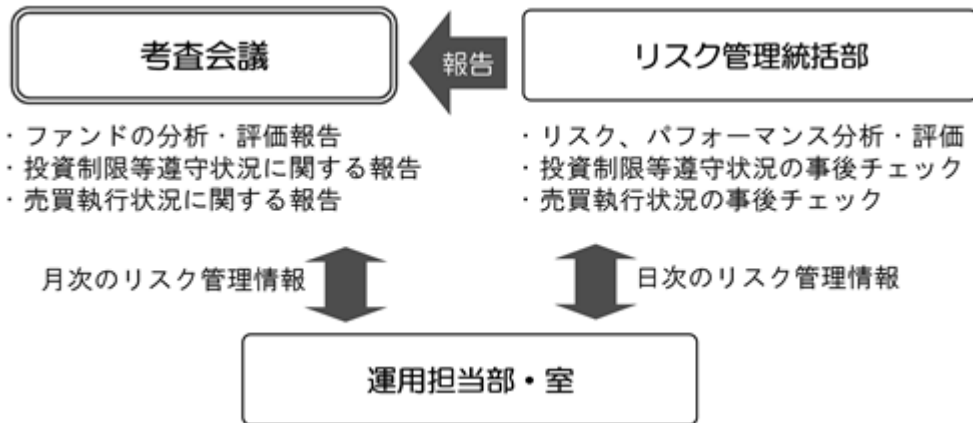 考査会議
報告
リスク管理統括部
・ファンドの分析・評価報告
・投資制限等遵守状況に関する報告
・売買執行状況に関する報告
・リスク、パフォーマンス分析・評価
・投資制限等遵守状況の事後チェック
・売買執行状況の事後チェック
月次のリスク管理情報
日次のリスク管理情報
運用担当部・室